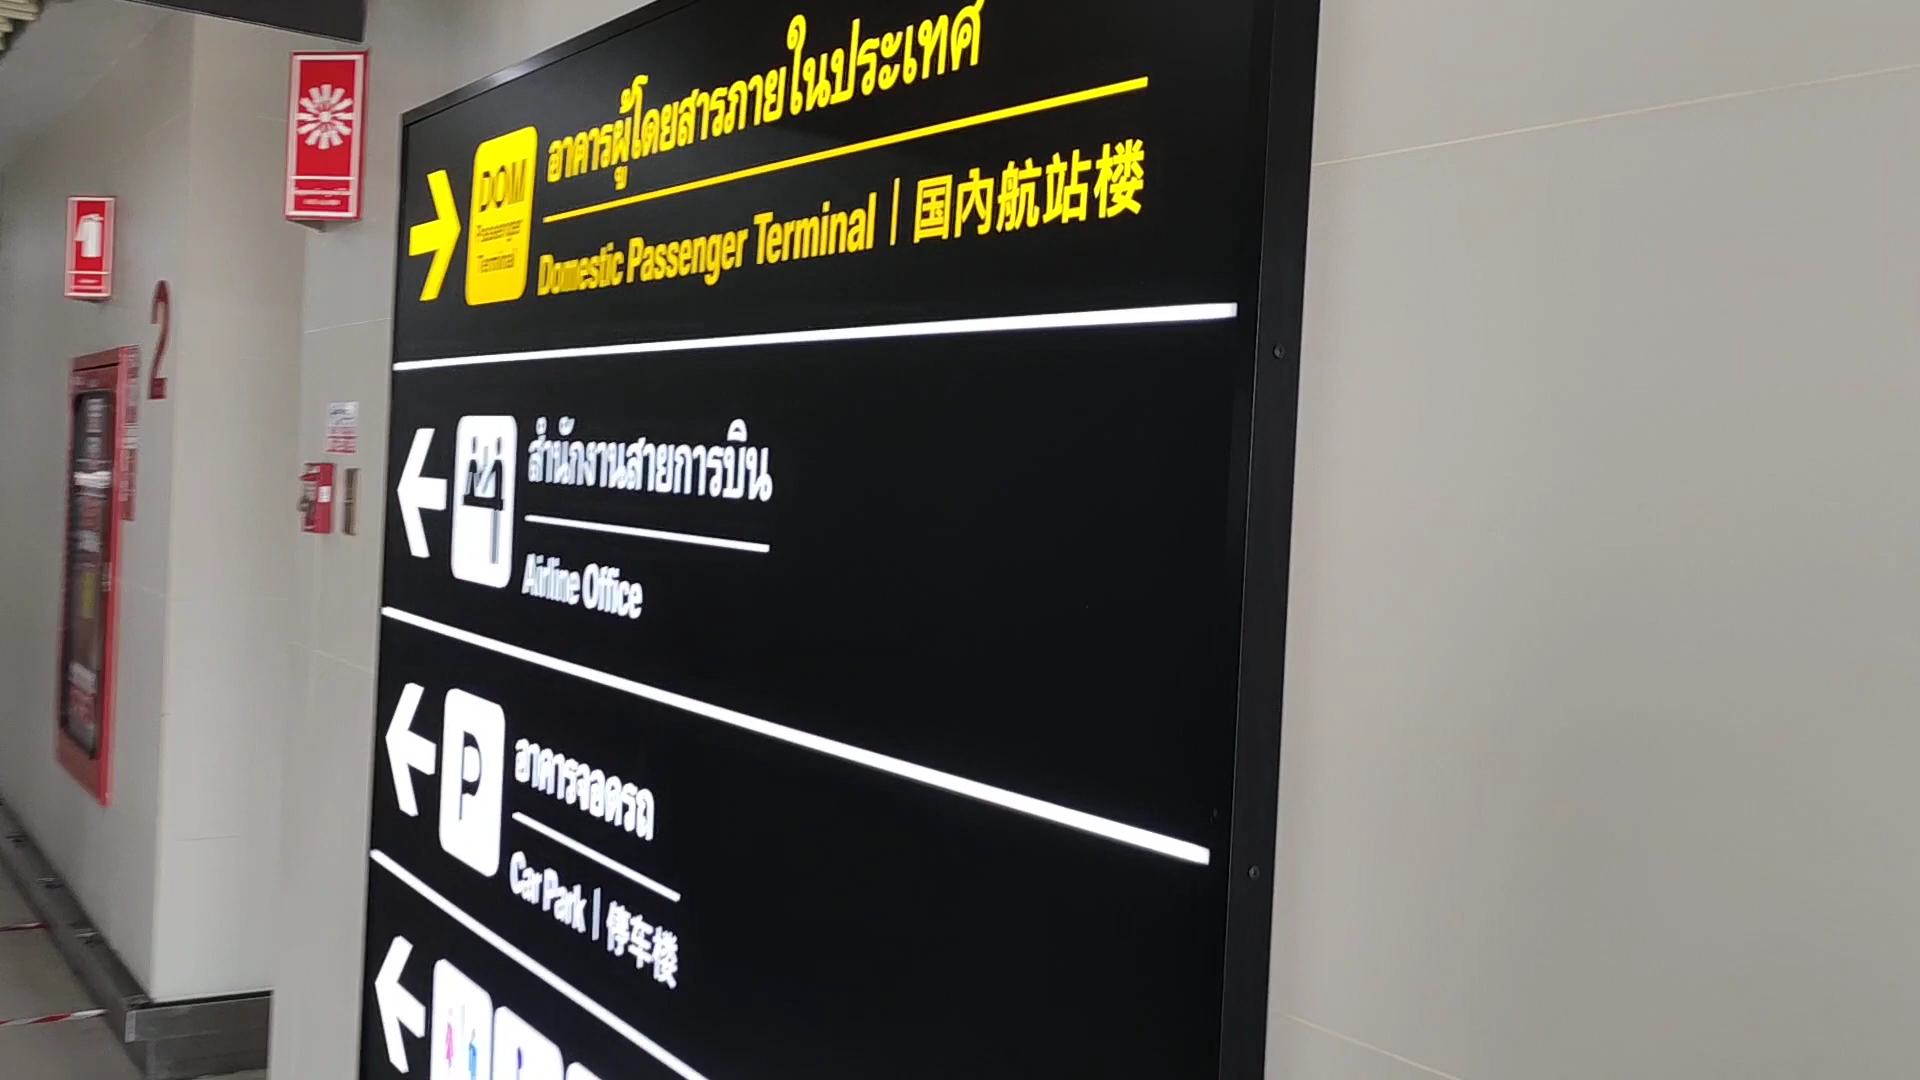 อาคารผู้โดยสารภายในประเทศ
DOM
Passenger
Terminal
Domestic Passenger Terminal | 国内航站楼
สำนักงานสายการบิน
Airline Office
P
อาคารจอดรถ
Car Park | 停车楼
2